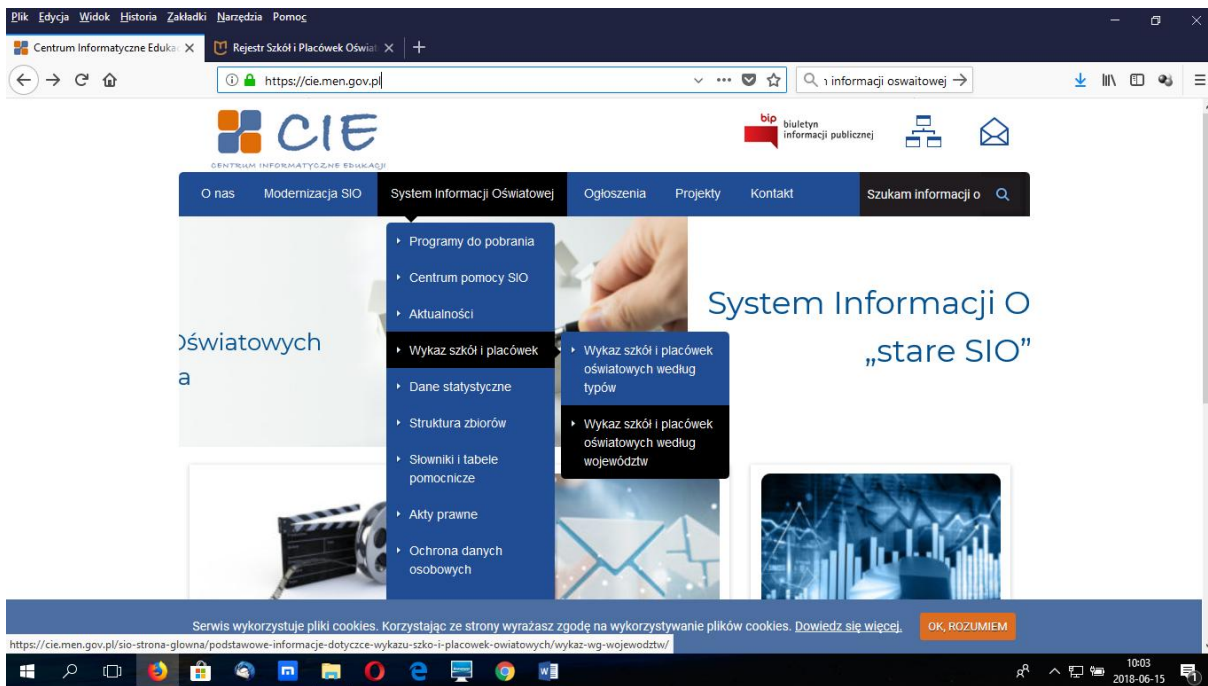 Plik Edycja Widok Historia Zakładki Narzędzia Pomoc
Centrum Informatyczne Eduka
Rejestr Szkół i Placówek Oświat
https://cie.men.gov.pl
informacji oswaitowej
CIE
CENTRUM INFORMATYCZNE EDUKACJI
bip biuletyn
informacji publicznej
O nas Modernizacja SIO System Informacji Oświatowej Ogłoszenia Projekty Kontakt Szukam informacji o
Programy do pobrania
Centrum pomocy SIO
Aktualności
Wykaz szkół i placówek
Dane statystyczne
Struktura zbiorów
Słowniki i tabele
pomocnicze
Akty prawne
Ochrona danych
osobowych
Wykaz szkół i placówek
oświatowych według
typów
Wykaz szkół i placówek
oświatowych według
województw
Oświatowych
a
System Informacji O
„stare SIO”
Serwis wykorzystuje pliki cookies. Korzystając ze strony wyrażasz zgodę na wykorzystywanie plików cookies. Dowiedz się więcej. OK, ROZUMIEM
https://cie.men.gov.pl/sio-strona-glowna/podstawowe-informacje-dotyczce-wykazu-szko-i-placowek-owiatowych/wykaz-wg-wojewodztw/
10:03
2018-06-15